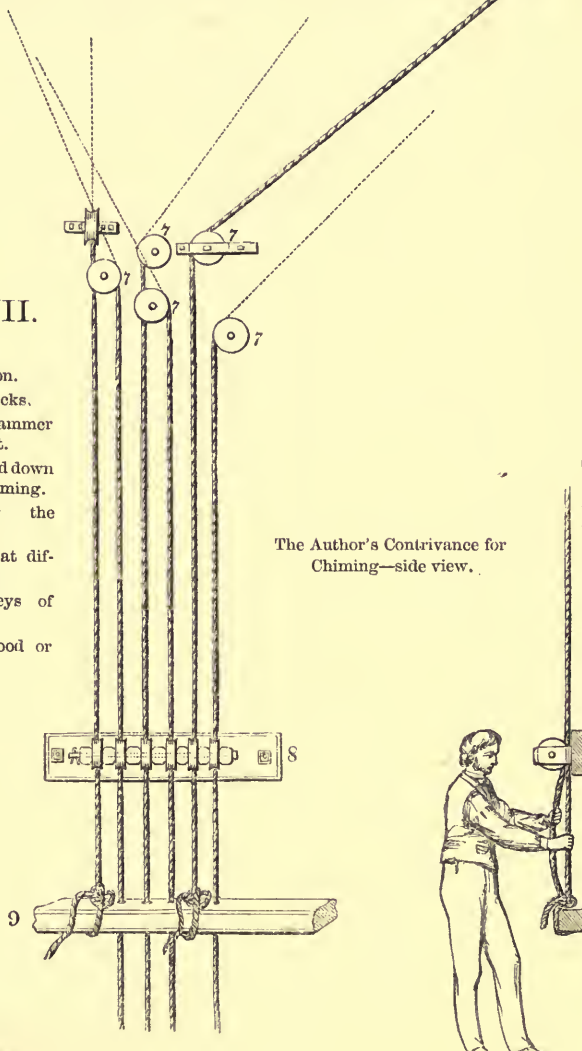 7
7
7
7
7
II.
on.
cks.
ammer
t.
d down
ming.
the
at dif-
eys of
ood or
The Author's Contrivance for
Chiming—side view.
8
9